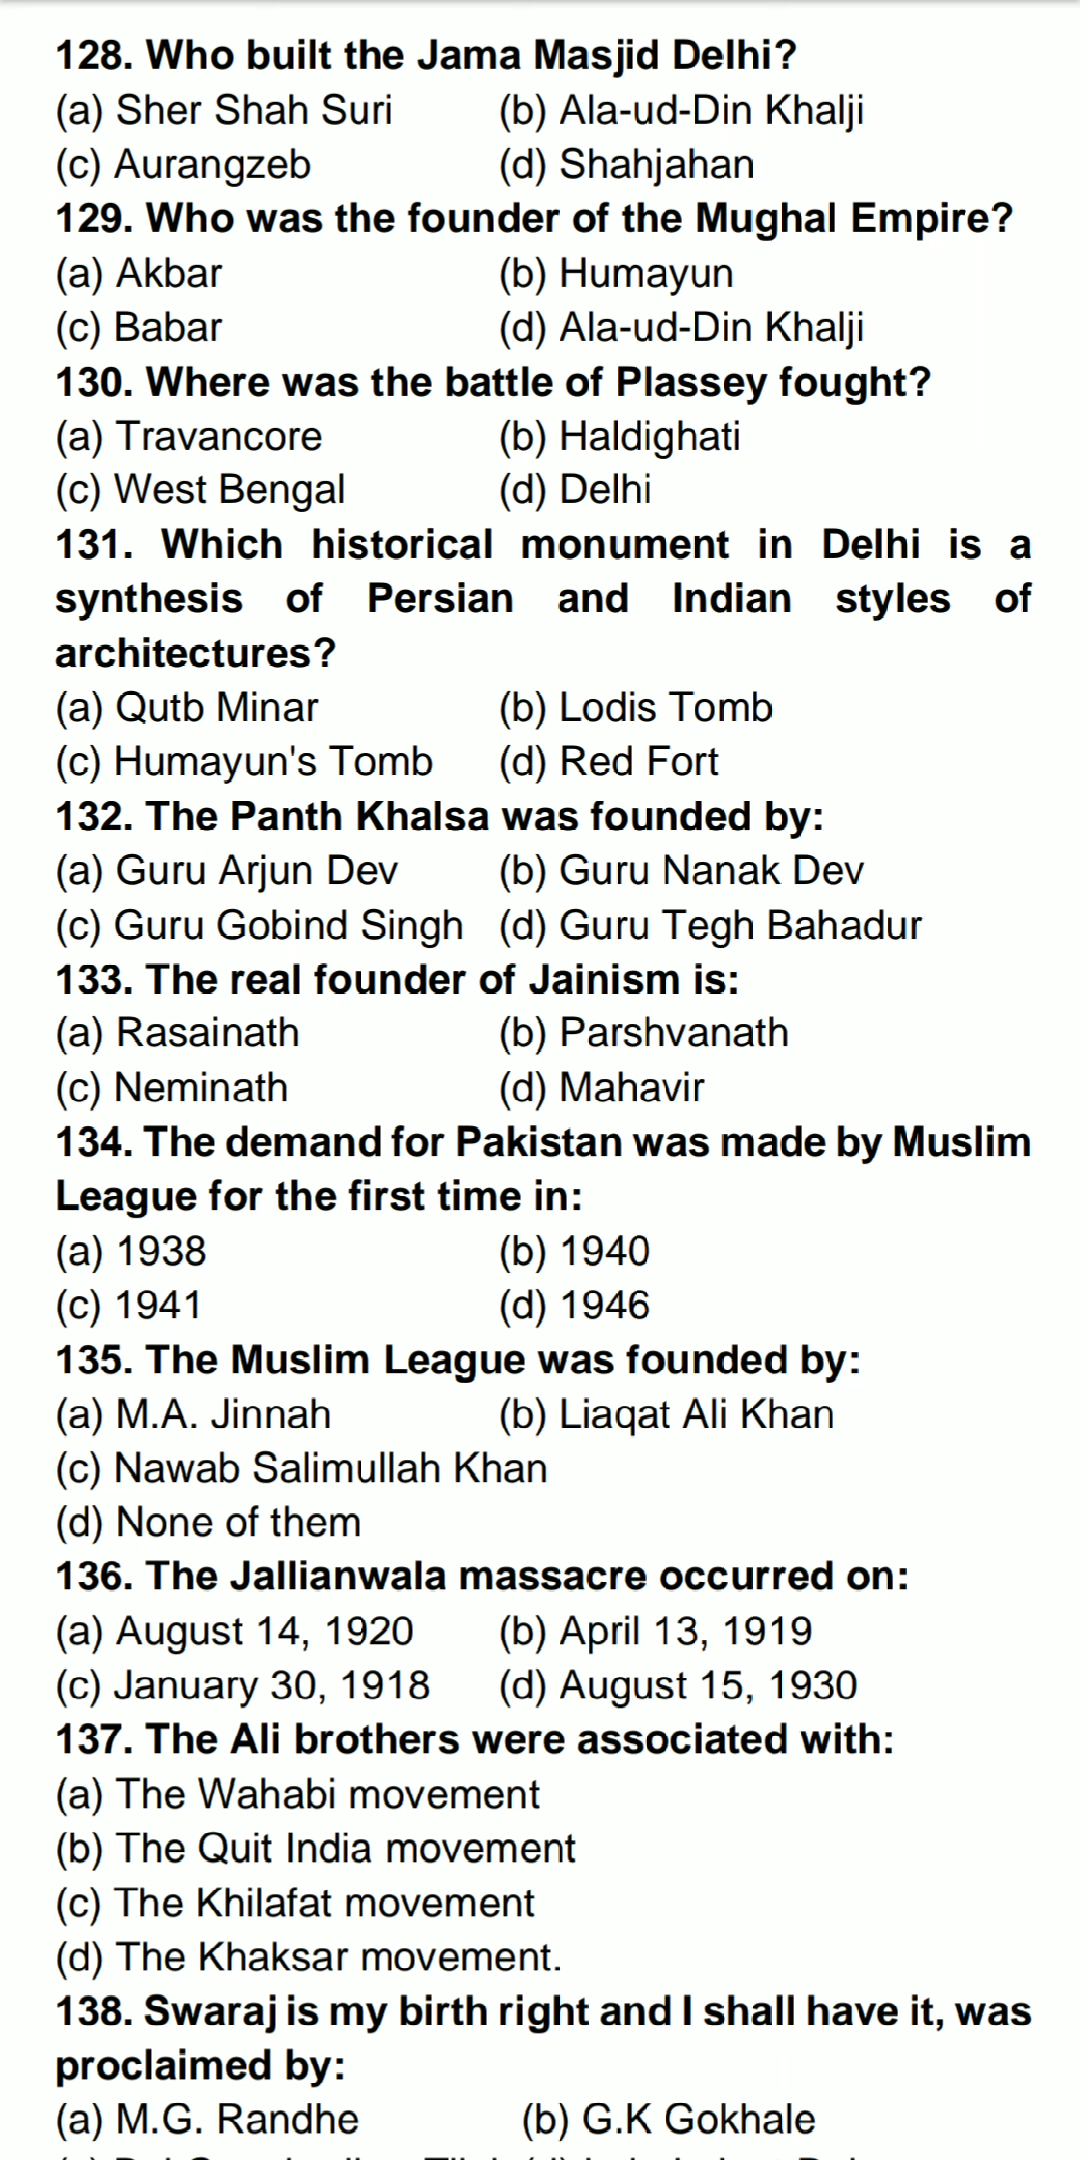 128. Who built the Jama Masjid Delhi?
(a) Sher Shah Suri (b) Ala-ud-Din Khalji
(c) Aurangzeb (d) Shahjahan
129. Who was the founder of the Mughal Empire?
(a) Akbar (b) Humayun
(c) Babar (d) Ala-ud-Din Khalji
130. Where was the battle of Plassey fought?
(a) Travancore (b) Haldighati
(c) West Bengal (d) Delhi
131. Which historical monument in Delhi is a
synthesis of Persian and Indian styles of
architectures?
(a) Qutb Minar (b) Lodis Tomb
(c) Humayun's Tomb (d) Red Fort
132. The Panth Khalsa was founded by:
(a) Guru Arjun Dev (b) Guru Nanak Dev
(c) Guru Gobind Singh (d) Guru Tegh Bahadur
133. The real founder of Jainism is:
(a) Rasainath (b) Parshvanath
(c) Neminath (d) Mahavir
134. The demand for Pakistan was made by Muslim
League for the first time in:
(a) 1938 (b) 1940
(c) 1941 (d) 1946
135. The Muslim League was founded by:
(a) M.A. Jinnah (b) Liaqat Ali Khan
(c) Nawab Salimullah Khan
(d) None of them
136. The Jallianwala massacre occurred on:
(a) August 14, 1920 (b) April 13, 1919
(c) January 30, 1918 (d) August 15, 1930
137. The Ali brothers were associated with:
(a) The Wahabi movement
(b) The Quit India movement
(c) The Khilafat movement
(d) The Khaksar movement.
138. Swaraj is my birth right and I shall have it, was
proclaimed by:
(a) M.G. Randhe (b) G.K Gokhale